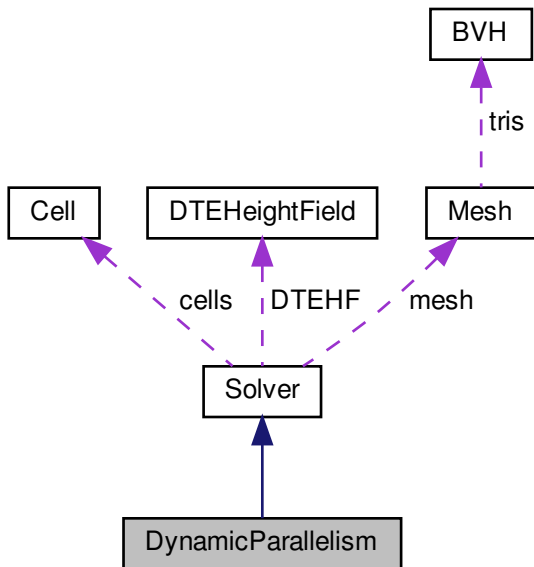 BVH
tris
Cell
DTEHeightField
Mesh
cells
DTEHF
mesh
Solver
DynamicParallelism